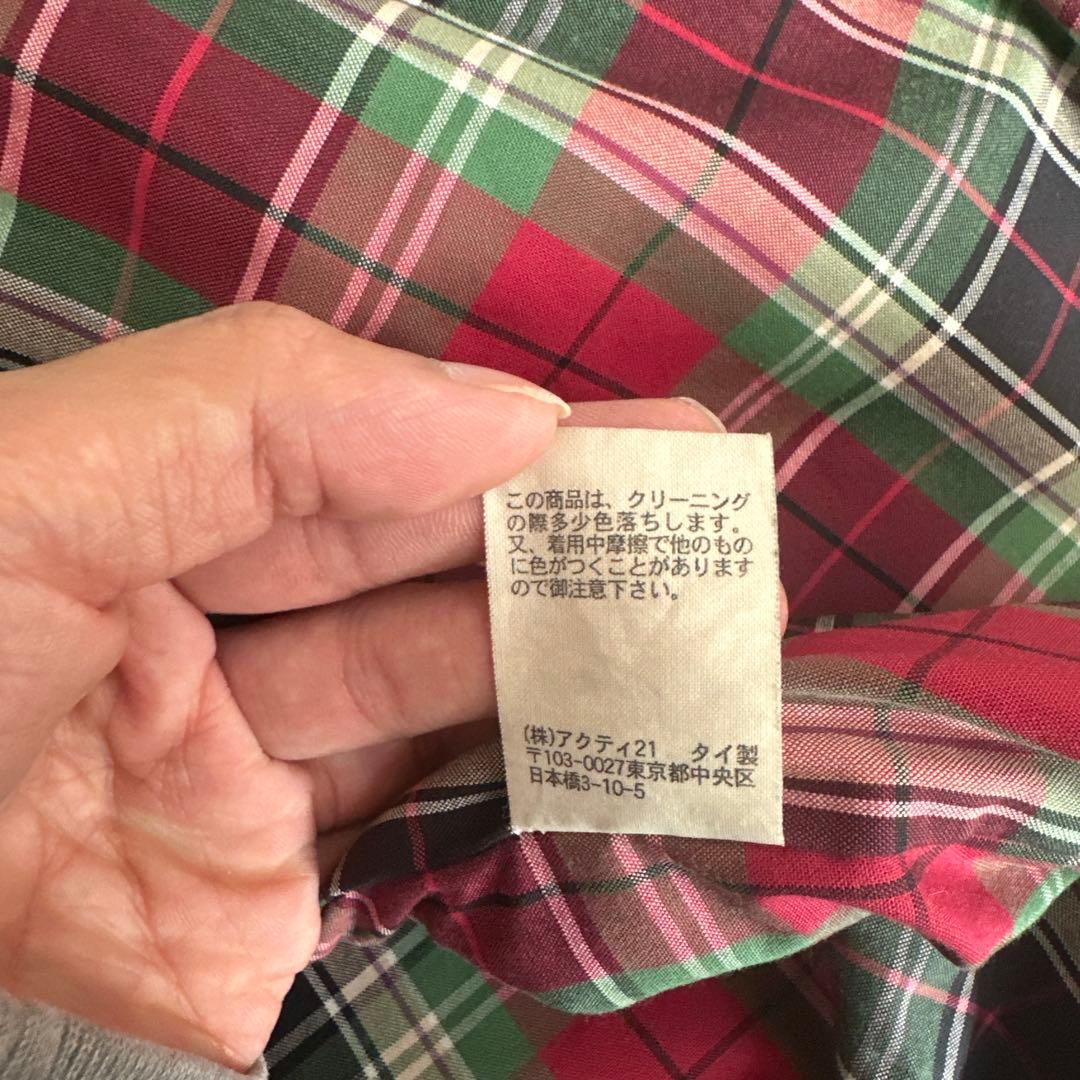 この商品は、クリーニング
の際多少色落ちします。
又、着用中摩擦で他のもの
に色がつくことがあります
ので御注意下さい。
(株)アクティ21 タイ製
〒103-0027東京都中央区
日本橋3-10-5